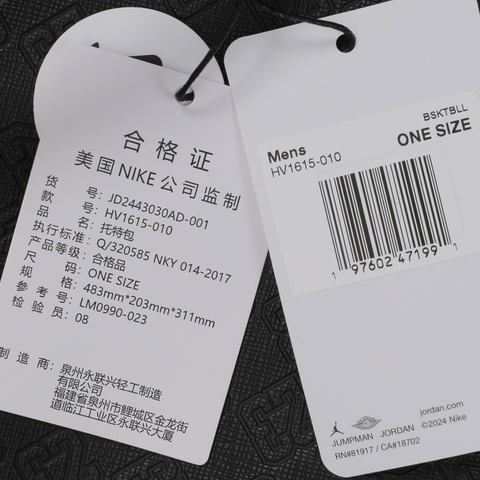 合格证
美国NIKE公司监制
货 号: JD2443030AD-001
款 号: HV1615-010
品 名: 托特包
执行标准: Q/320585 NKY 014-2017
产品等级: 合格品
尺 码: ONE SIZE
规 格: 483mm*203mm*311mm
参 考 号: LM0990-023
检 验 员: 08
制 造 商: 泉州永联兴轻工制造
有限公司
福建省泉州市鲤城区金龙街
道临江工业区永联兴大厦
BSKTBLL
Mens ONE SIZE
HV1615-010
1 97602 47199 1
jordan.com
JUMPMAN JORDAN ©2024 Nike
RN#81917 / CA#18702